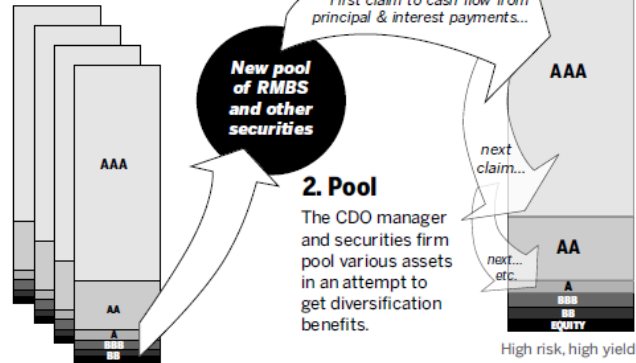 First claim to cash flow from
principal & interest payments...
New pool
of RMBS
and other
securities
AAA
AA
A
BBB
BB
2. Pool
The CDO manager
and securities firm
pool various assets
in an attempt to
get diversification
benefits.
AAA
next
claim...
AA
next...
etc.
A
BBB
BB
EQUITY
High risk, high yield